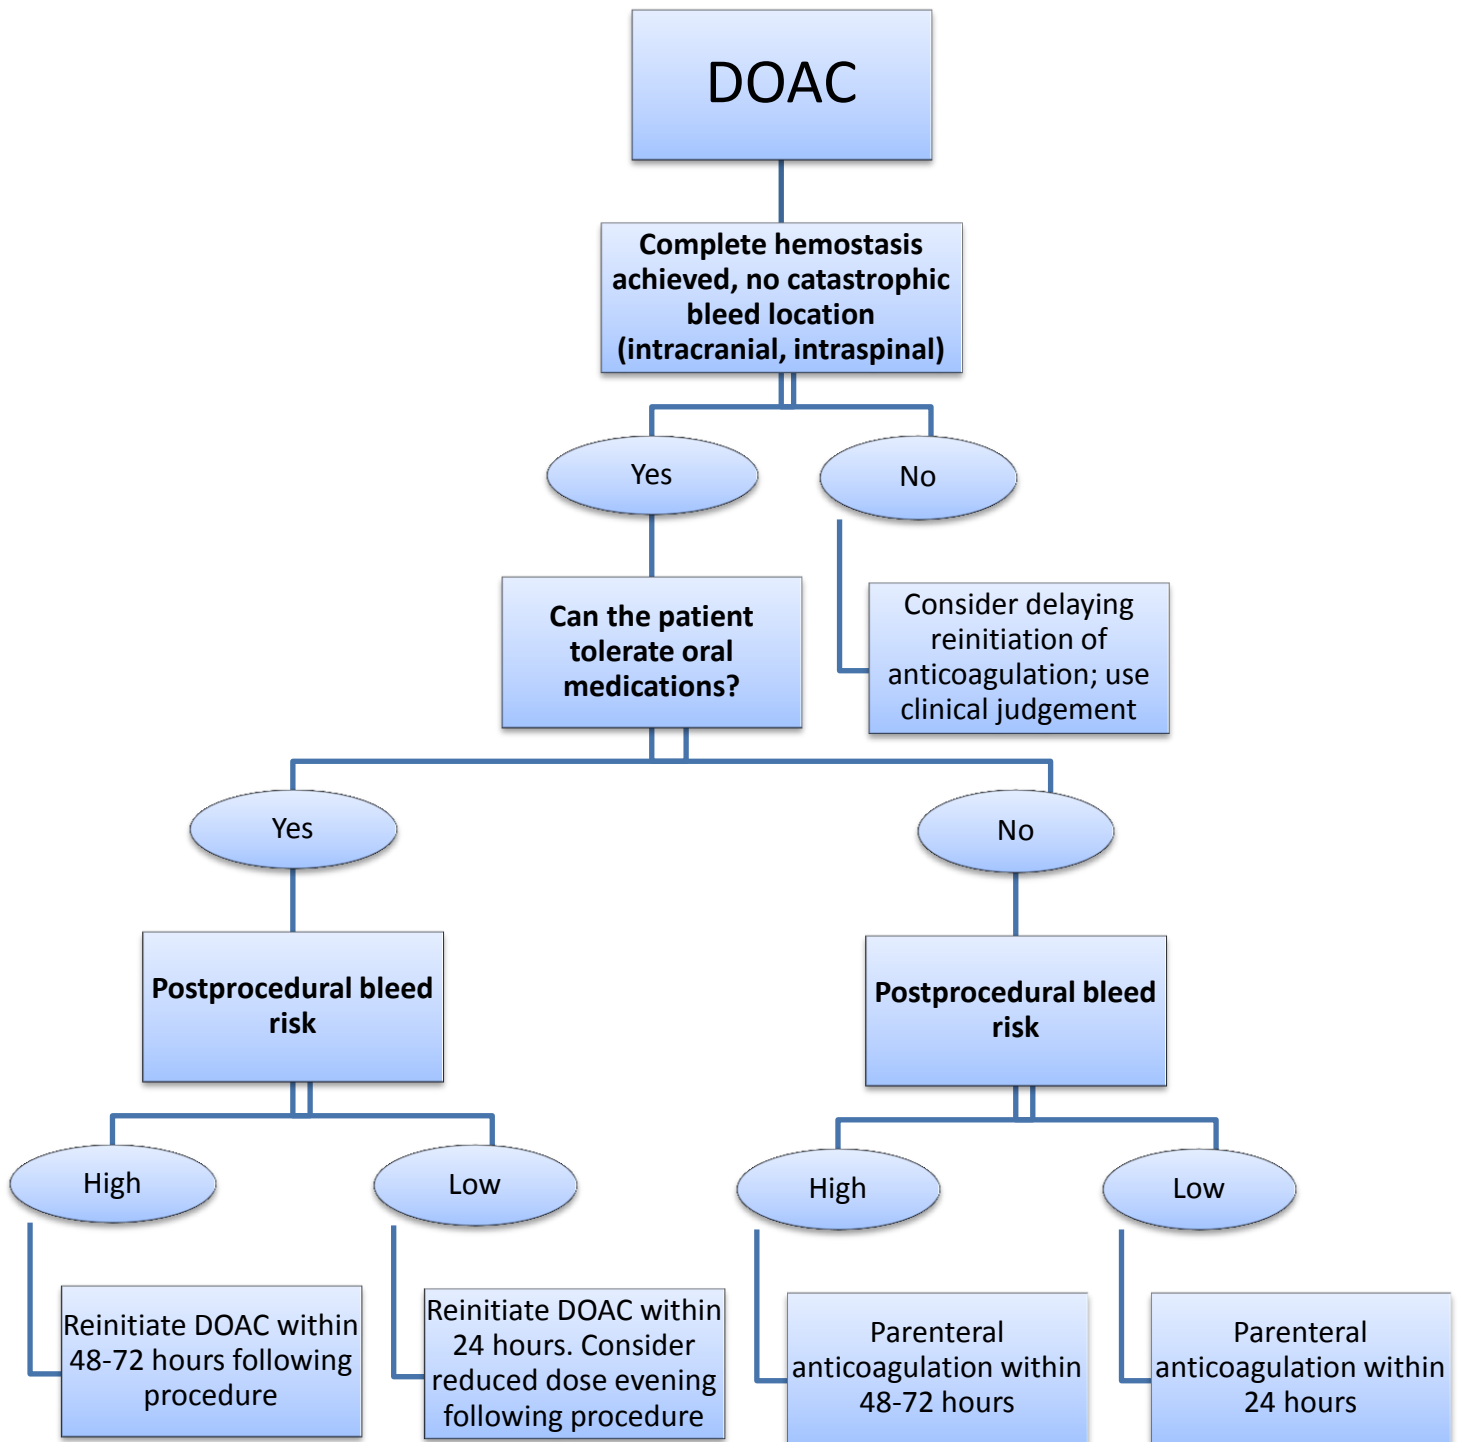 DOAC
Complete hemostasis
achieved, no catastrophic
bleed location
(intracranial, intraspinal)
Yes
No
Can the patient
tolerate oral
medications?
Consider delaying
reinitiation of
anticoagulation; use
clinical judgement
Yes
No
Postprocedural bleed
risk
Postprocedural bleed
risk
High
Low
High
Low
Reinitiate DOAC within
48-72 hours following
procedure
Reinitiate DOAC within
24 hours. Consider
reduced dose evening
following procedure
Parenteral
anticoagulation within
48-72 hours
Parenteral
anticoagulation within
24 hours